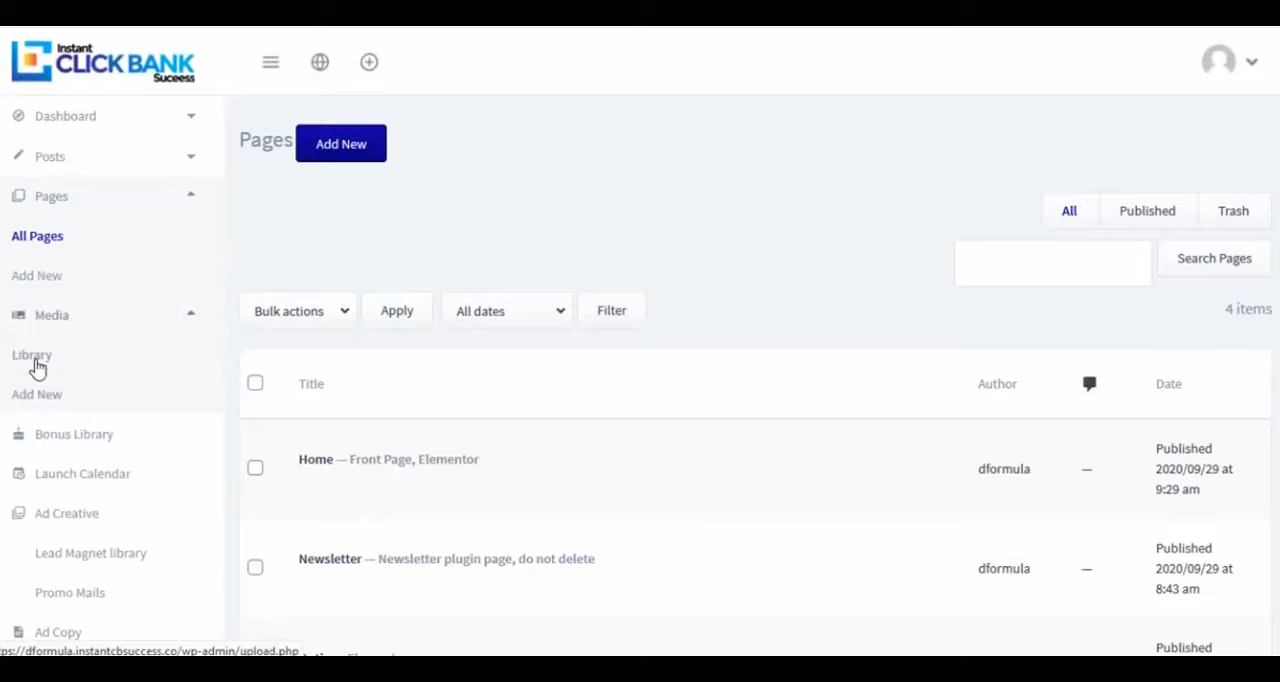 Instant
CLICK BANK
Success
Dashboard
Posts
Pages
All Pages
Add New
Media
Library
Add New
Bonus Library
Launch Calendar
Ad Creative
Lead Magnet library
Promo Mails
Ad Copy
ps://dformula.instantcbsuccess.co/wp-admin/upload.php
Pages
Add New
All
Published
Trash
Search Pages
Bulk actions
Apply
All dates
Filter
4 items
Title
Author
Date
Home — Front Page, Elementor
dformula
—
Published
2020/09/29 at
9:29 am
Newsletter — Newsletter plugin page, do not delete
dformula
—
Published
2020/09/29 at
8:43 am
Published